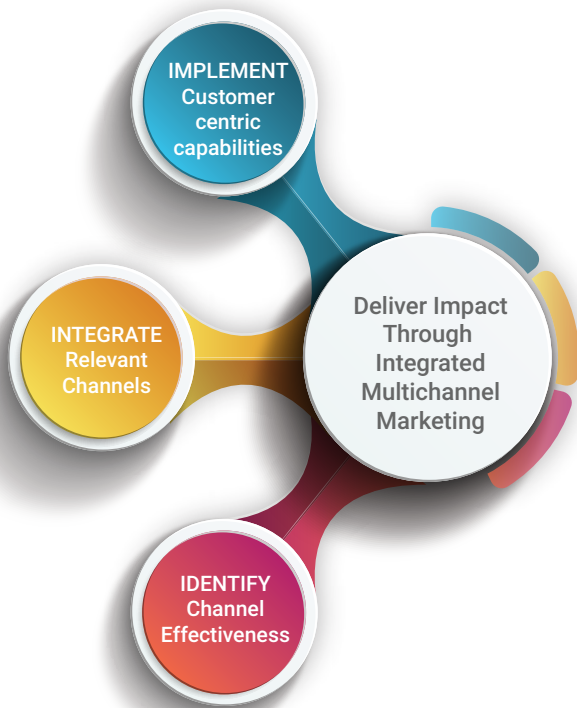 IMPLEMENT
Customer
centric
capabilities
INTEGRATE
Relevant
Channels
Deliver Impact
Through
Integrated
Multichannel
Marketing
IDENTIFY
Channel
Effectiveness